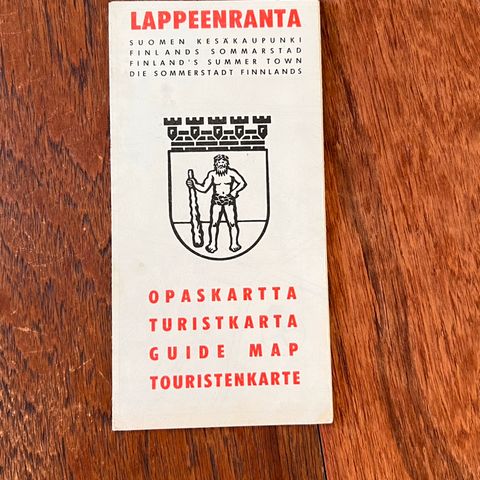 LAPPEENRANTA
SUOMEN KESÄKAUPUNKI
FINLANDS SOMMARSTAD
FINLAND'S SUMMER TOWN
DIE SOMMERSTADT FINNLANDS
OPASKARTTA
TURISTKARTA
GUIDE MAP
TOURISTENKARTE